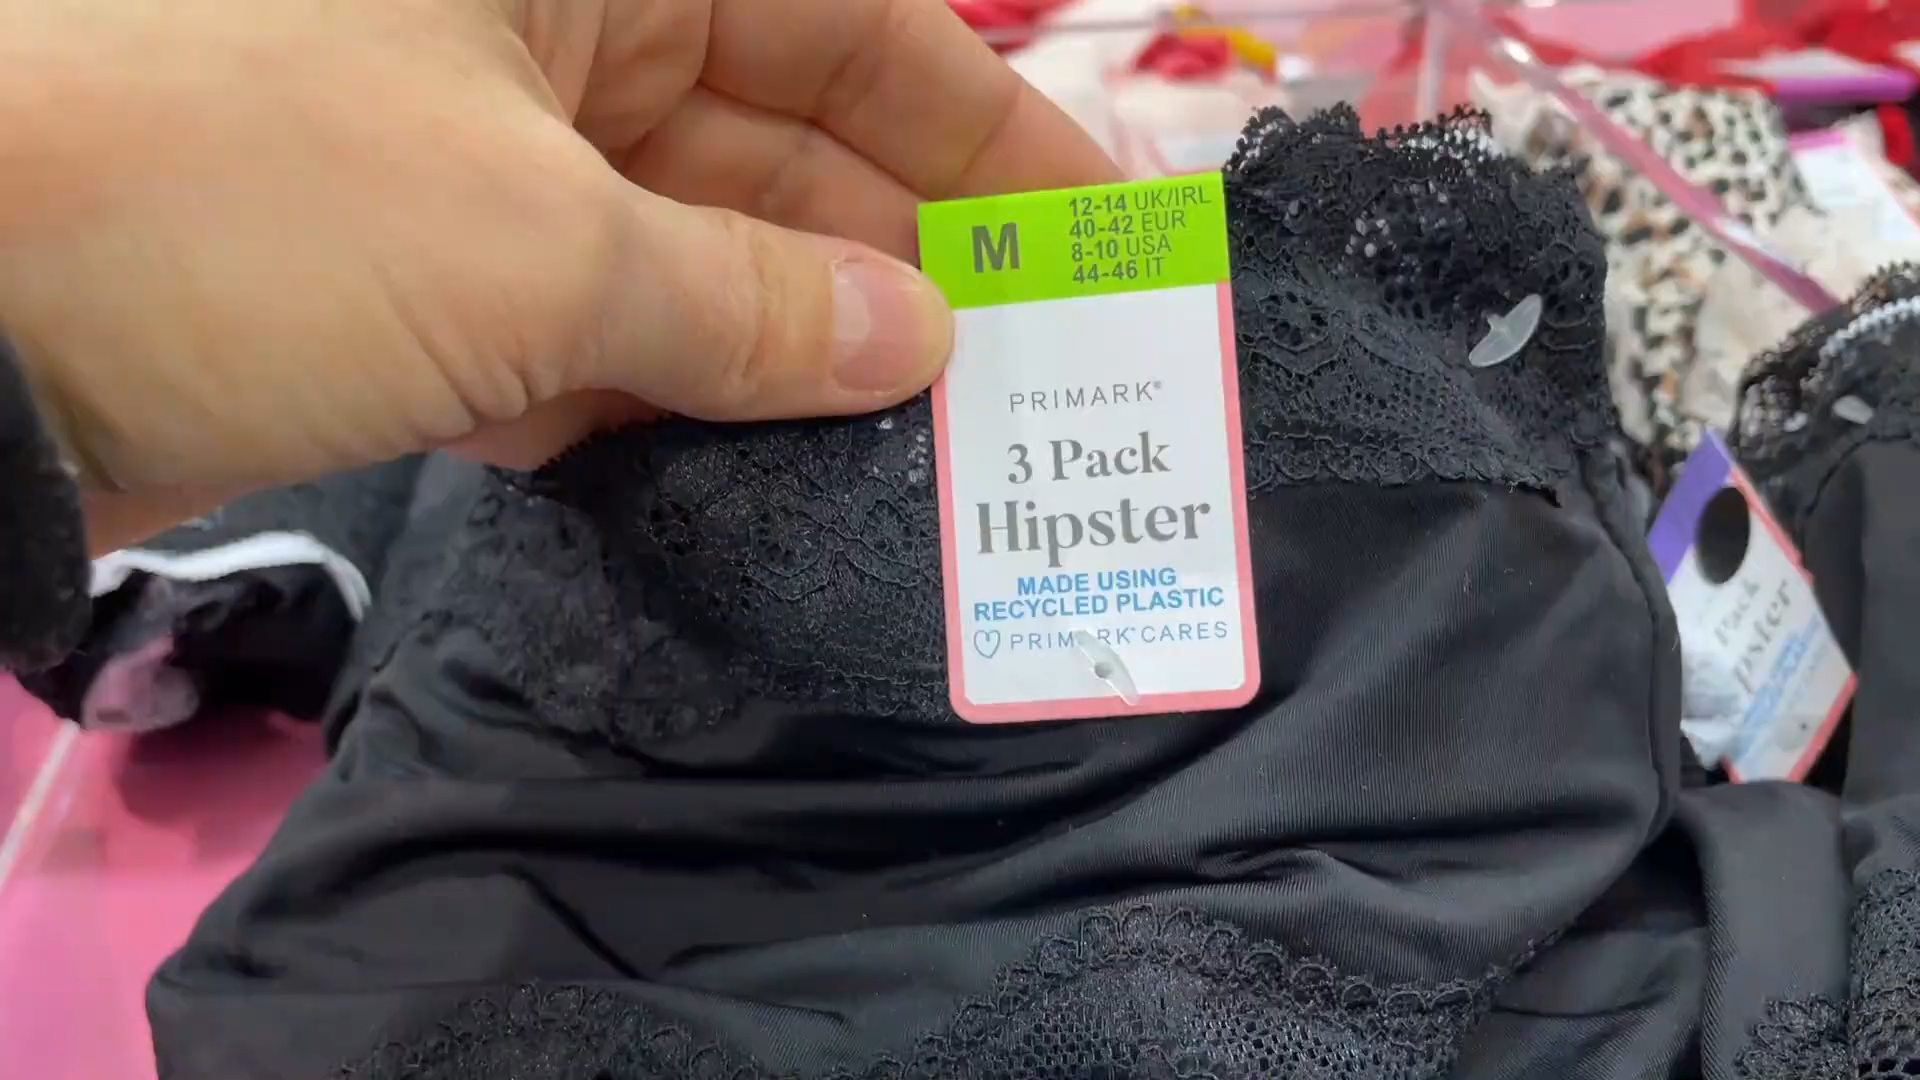 M
12-14 UK/IRL
40-42 EUR
8-10 USA
44-46 IT
PRIMARK®
3 Pack
Hipster
MADE USING
RECYCLED PLASTIC
PRIMARK CARES
Pack